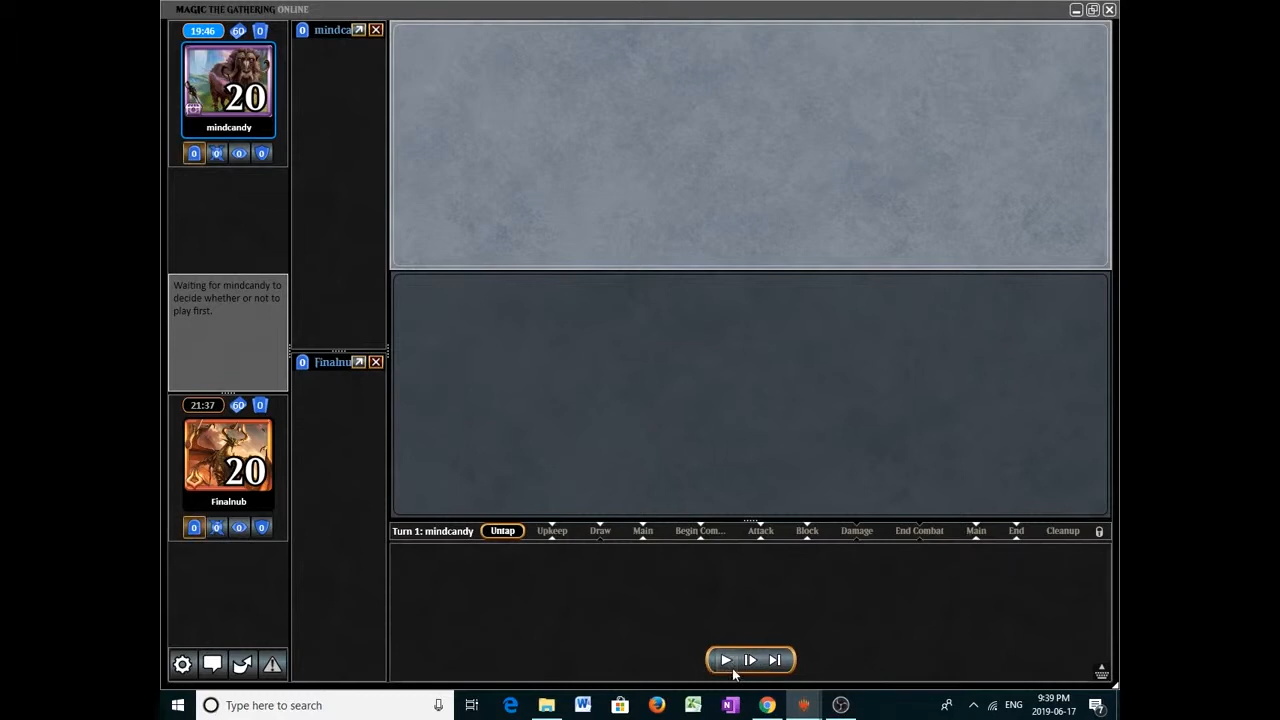 MAGIC THE GATHERING ONLINE
19:46 60 0
20
mindcandy
0 0 0 0
0 mindca
Waiting for mindcandy to
decide whether or not to
play first.
0 Finalnu
21:37 60 0
20
Finalnub
0 0 0 0
Turn 1: mindcandy Untap Upkeep Draw Main Begin Com... Attack Block Damage End Combat Main End Cleanup
Type here to search
ENG
9:39 PM
2019-06-17
7